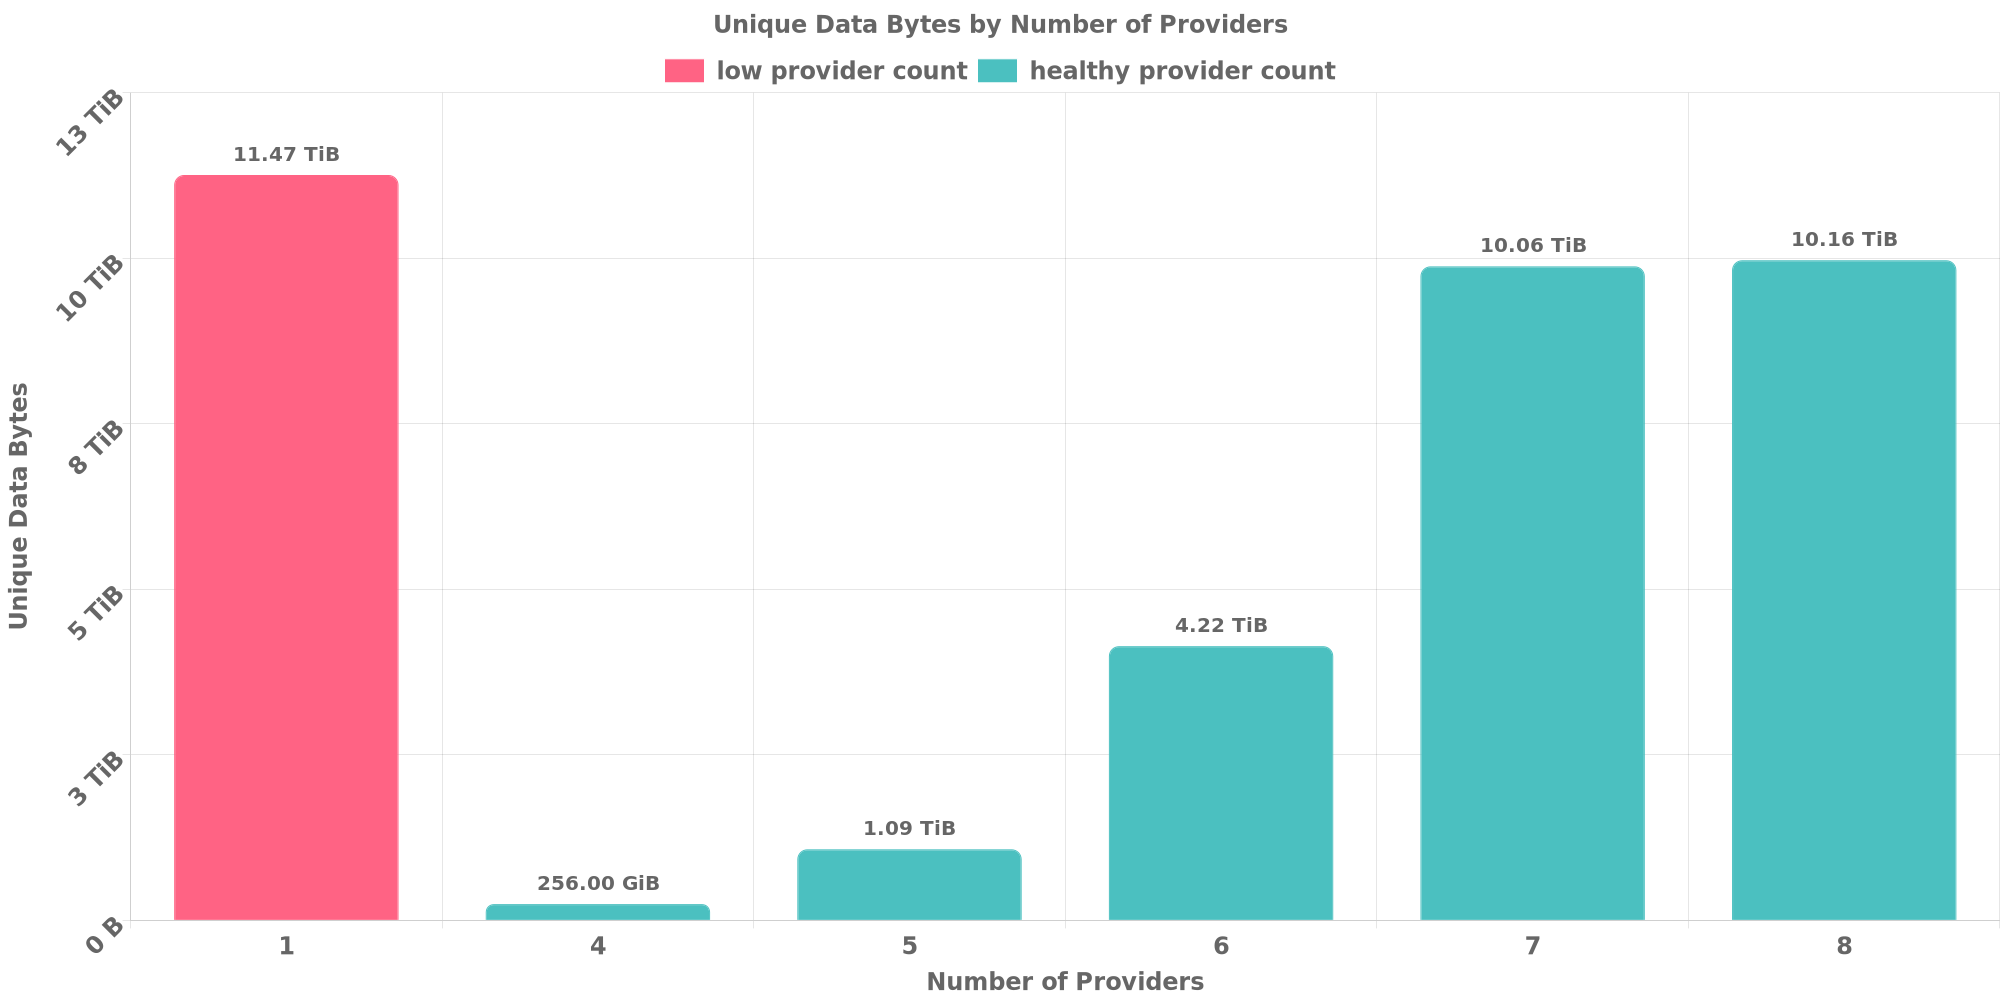 Unique Data Bytes by Number of Providers
low provider count
healthy provider count
13 TiB
10 TiB
8 TiB
5 TiB
3 TiB
0 B
Unique Data Bytes
11.47 TiB
256.00 GiB
1.09 TiB
4.22 TiB
10.06 TiB
10.16 TiB
1 4 5 6 7 8
Number of Providers